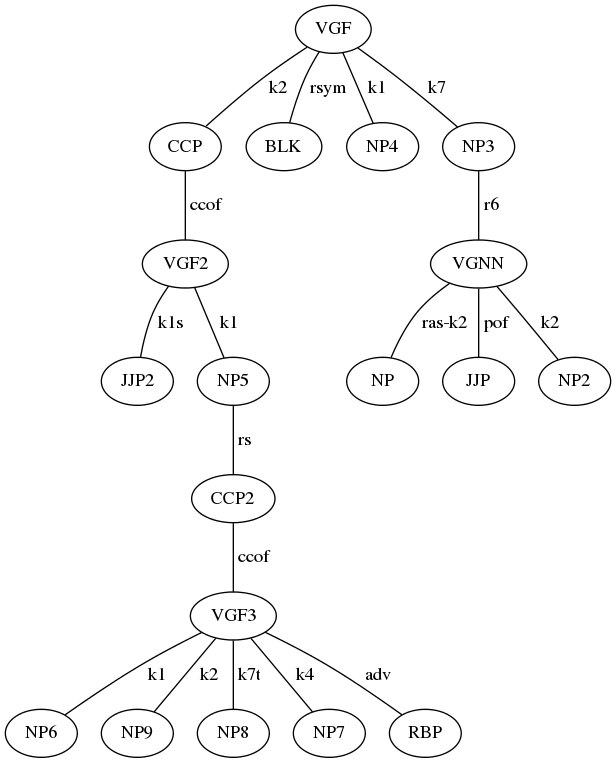 VGF
k2 rsym k1 k7
CCP BLK NP4 NP3
ccof r6
VGF2 VGNN
k1s k1 ras-k2 pof k2
JJP2 NP5 NP JJP NP2
rs
CCP2
ccof
VGF3
k1 k2 k7t k4 adv
NP6 NP9 NP8 NP7 RBP